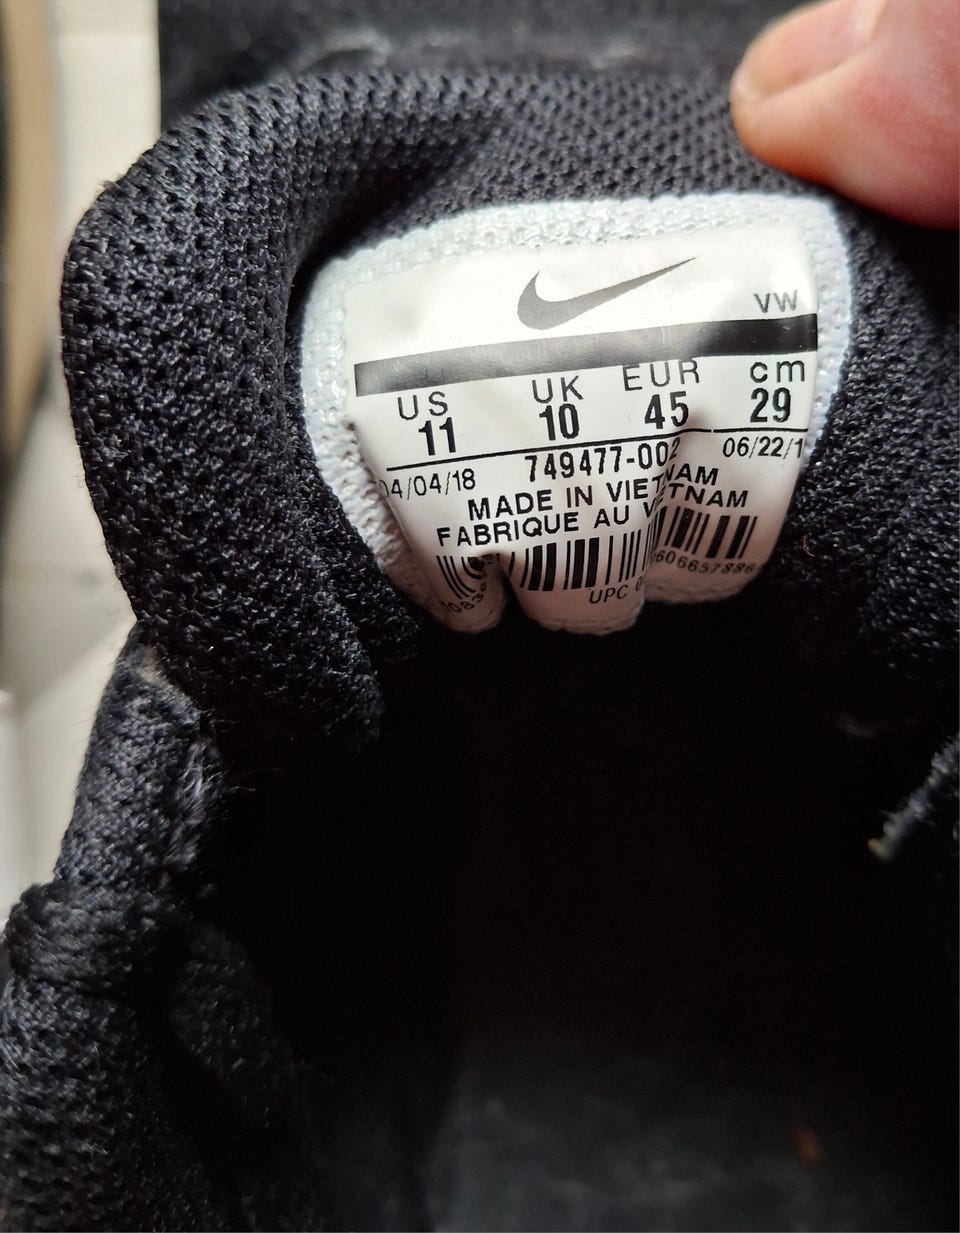 VW
US UK EUR cm
11 10 45 29
04/04/18 749477-002 06/22/1
MADE IN VIETNAM
FABRIQUE AU VIETNAM
UPC